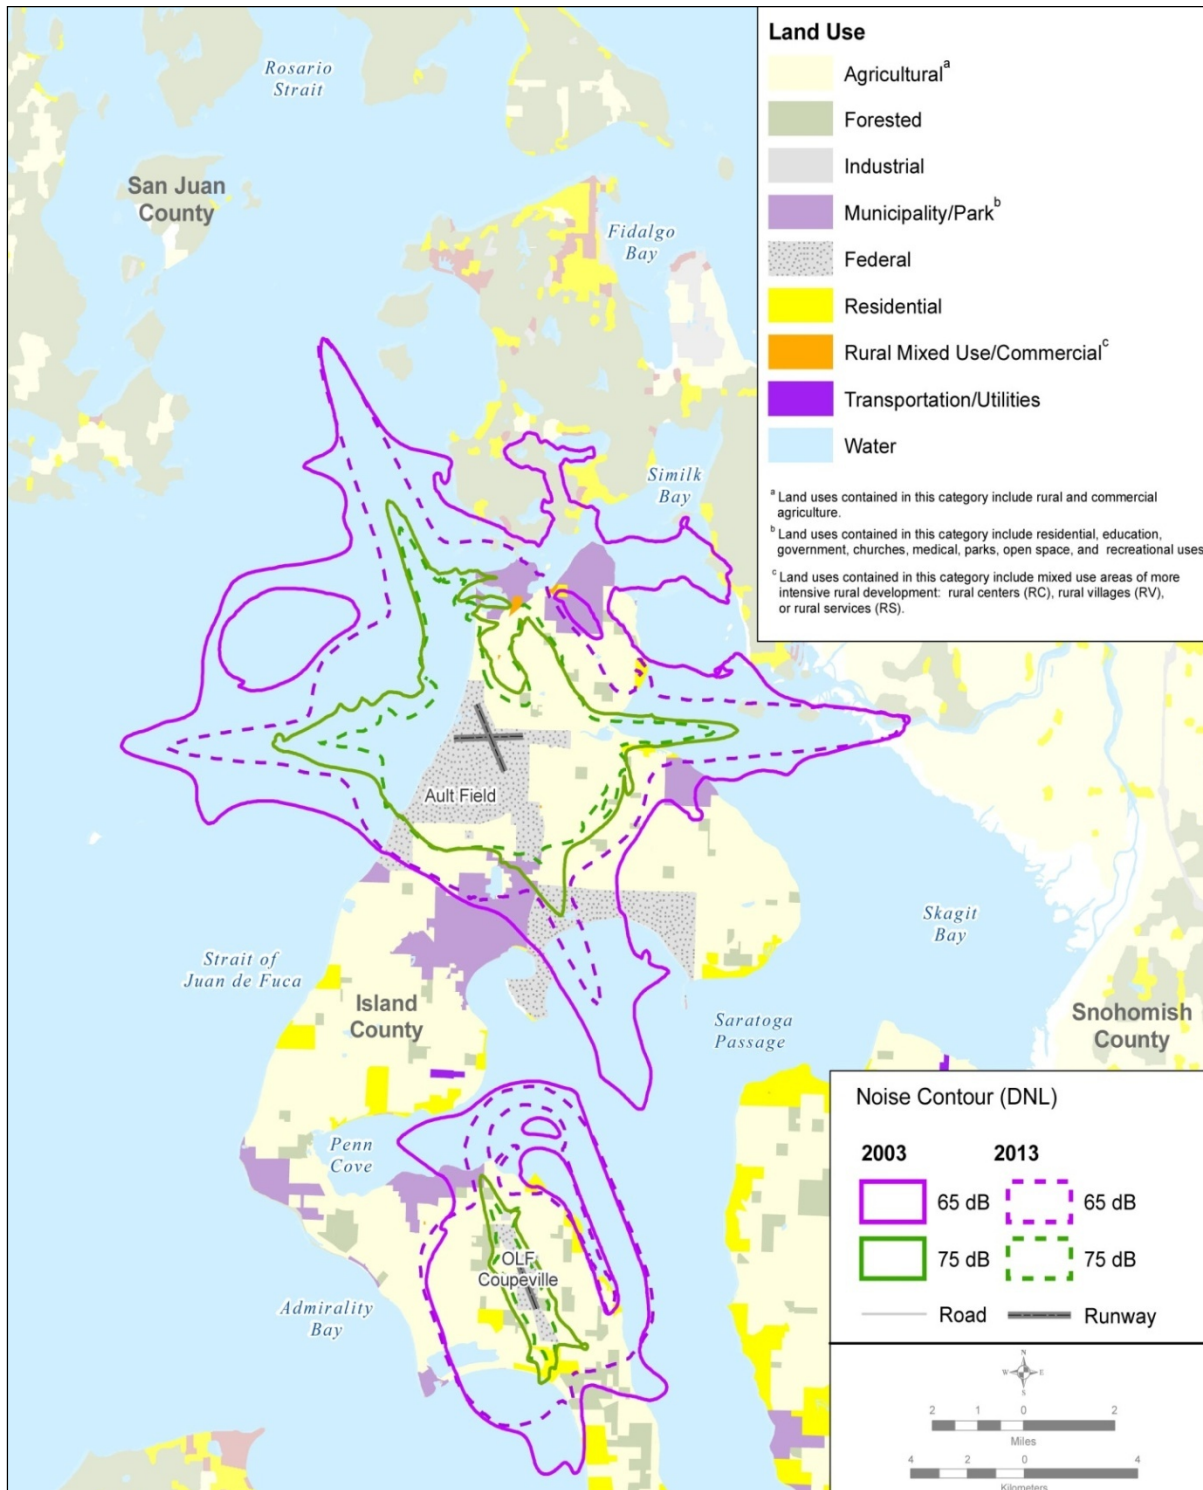 Rosario
Strait
San Juan
County
Fidalgo
Bay
Similk
Bay
Ault Field
Skagit
Bay
Strait of
Juan de Fuca
Island
County
Saratoga
Passage
Snohomish
County
Penn
Cove
OLF
Coupeville
Admirality
Bay
Land Use
Agricultural a
Forested
Industrial
Municipality/Park b
Federal
Residential
Rural Mixed Use/Commercial c
Transportation/Utilities
Water
a Land uses contained in this category include rural and commercial
agriculture.
b Land uses contained in this category include residential, education,
government, churches, medical, parks, open space, and recreational uses
c Land uses contained in this category include mixed use areas of more
intensive rural development: rural centers (RC), rural villages (RV),
or rural services (RS).
Noise Contour (DNL)
2003 2013
65 dB 65 dB
75 dB 75 dB
Road Runway
N
W E
S
2 1 0 2
Miles
4 2 0 4
Kilometers